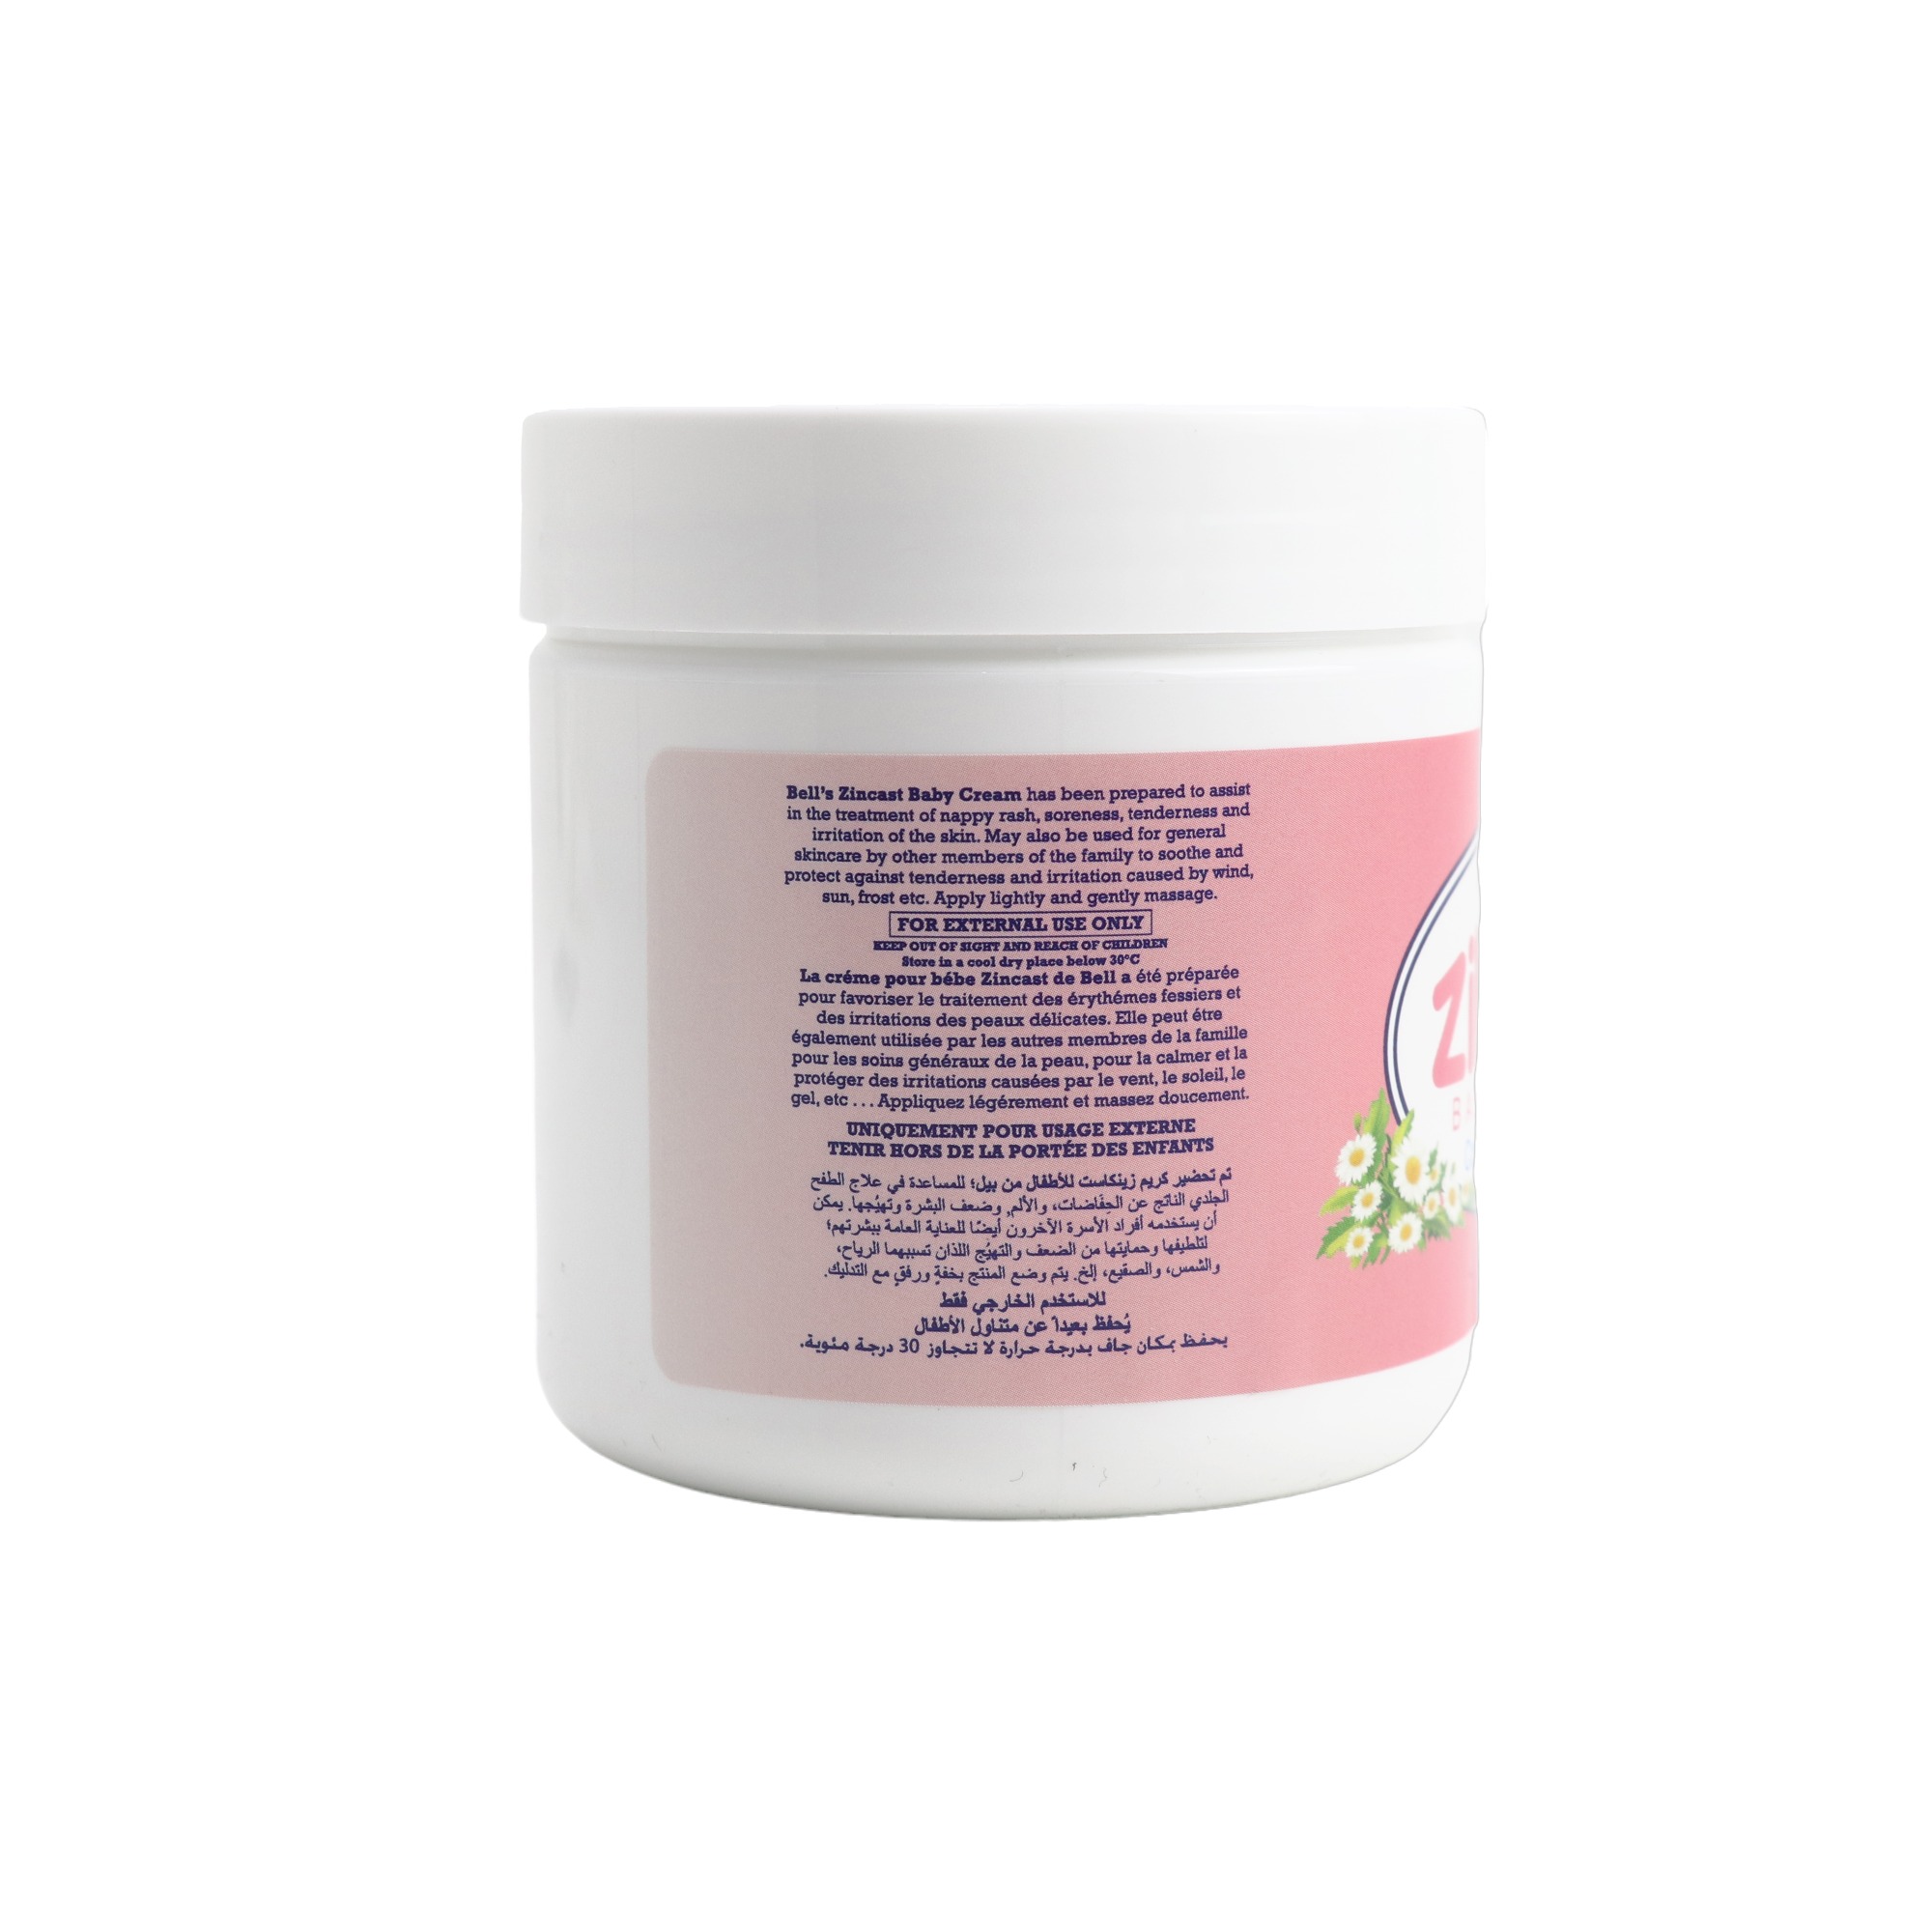 Bell's Zincast Baby Cream has been prepared to assist
in the treatment of nappy rash, soreness, tenderness and
irritation of the skin. May also be used for general
skincare by other members of the family to soothe and
protect against tenderness and irritation caused by wind,
sun, frost etc. Apply lightly and gently massage.
FOR EXTERNAL USE ONLY
KEEP OUT OF SIGHT AND REACH OF CHILDREN
Store in a cool dry place below 30°C
La créme pour bébe Zincast de Bell a été préparée
pour favoriser le traitement des érythémes fessiers et
des irritations des peaux délicates. Elle peut étre
également utilisée par les autres membres de la famille
pour les soins généraux de la peau, pour la calmer et la
protéger des irritations causées par le vent, le soleil, le
gel, etc ... Appliquez légérement et massez doucement.
UNIQUEMENT POUR USAGE EXTERNE
TENIR HORS DE LA PORTÉE DES ENFANTS
تم تحضير كريم زينكاست للأطفال من بيل؛ للمساعدة في علاج الطفح
الجلدي الناتج عن الحِفَاضات، والألم, وضعف البشرة وتهيُجها. يمكن
أن يستخدمه أفراد الأسرة الآخرون أيضًا للعناية العامة ببشرتهم؛
لتلطيفها وحمايتها من الضعف والتهيُج اللذان تسببهما الرياح،
والشمس، والصقيع، إلخ. يتم وضع المنتج بخفةٍ ورفقٍ مع التدليك.
للاستخدم الخارجي فقط
يُحفظ بعيداً عن متناول الأطفال
يحفظ بمكان جاف بدرجة حرارة لا تتجاوز 30 درجة مئوية.
Zi